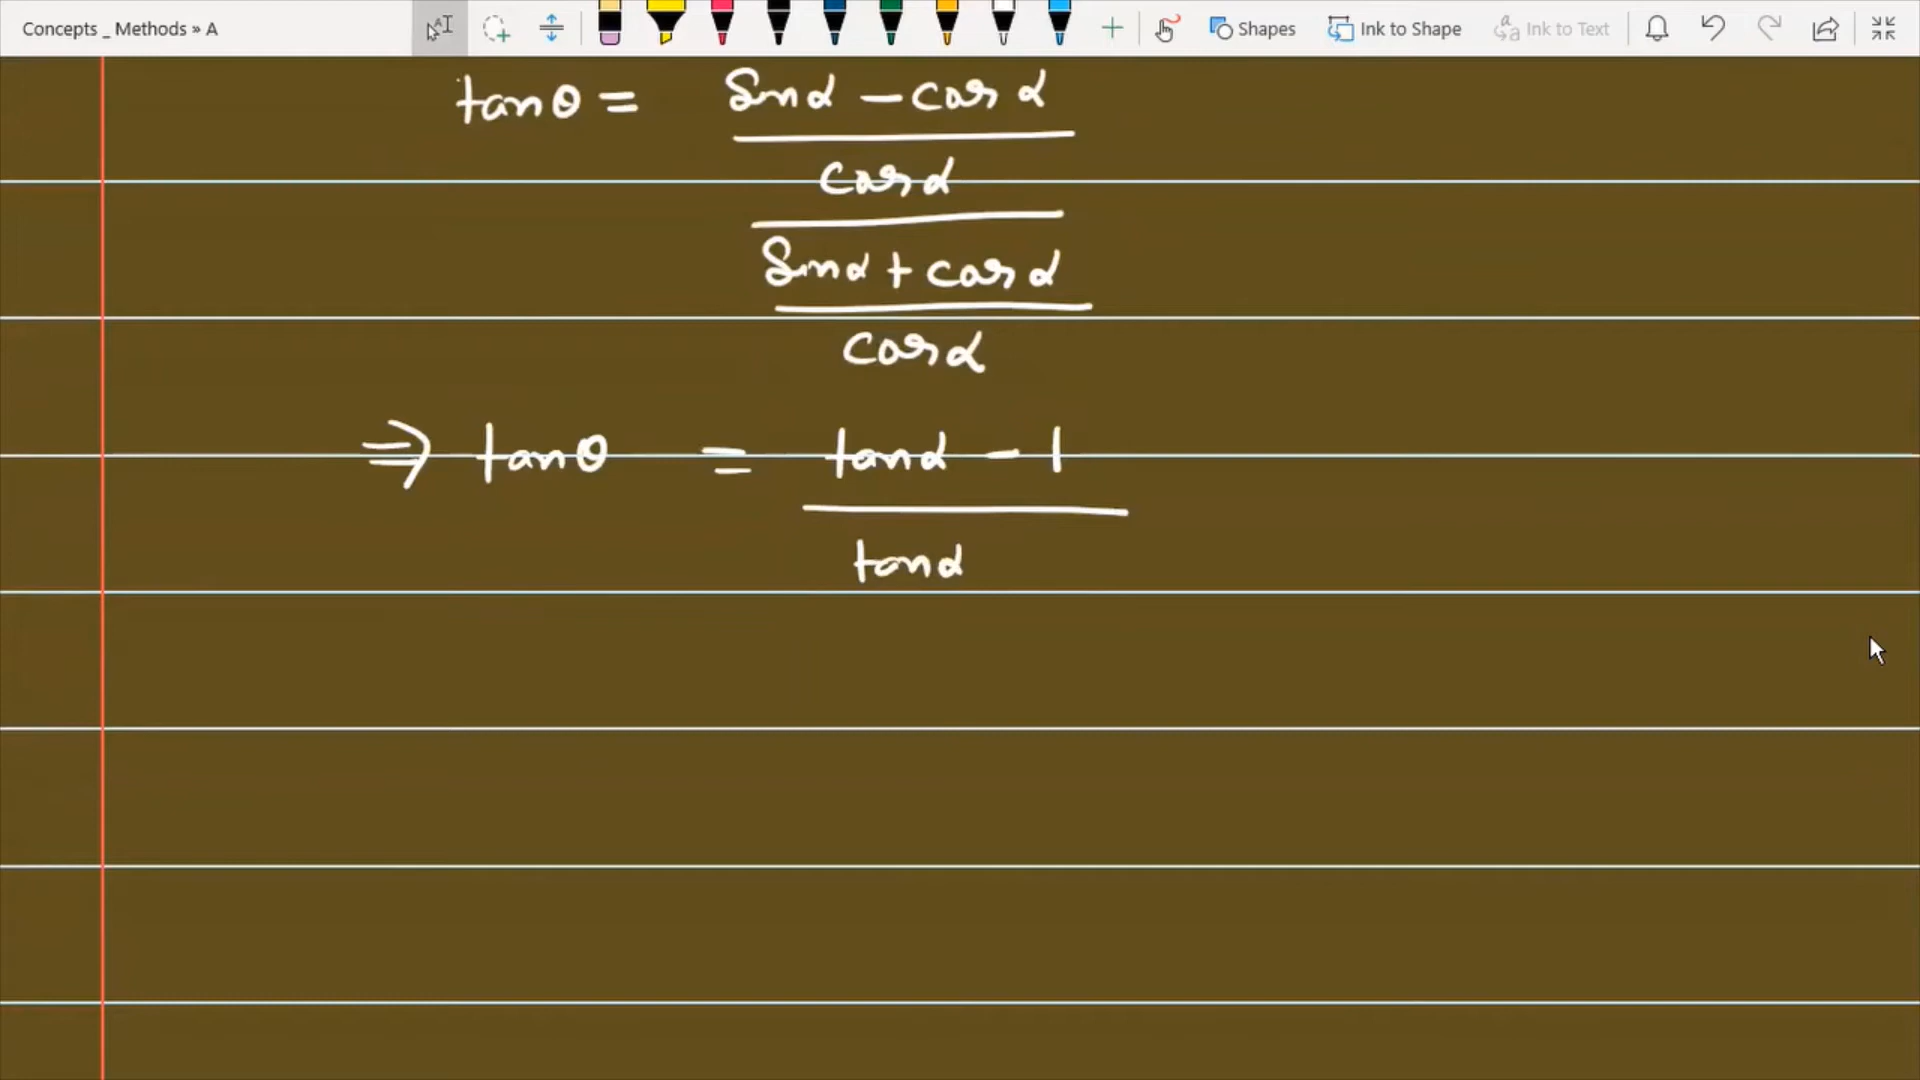 Concepts _ Methods » A
Shapes
Ink to Shape
Ink to Text
tanθ = sinα - cosα
cosα
sinα + cosα
cosα
⇒ tanθ = tanα - 1
tanα